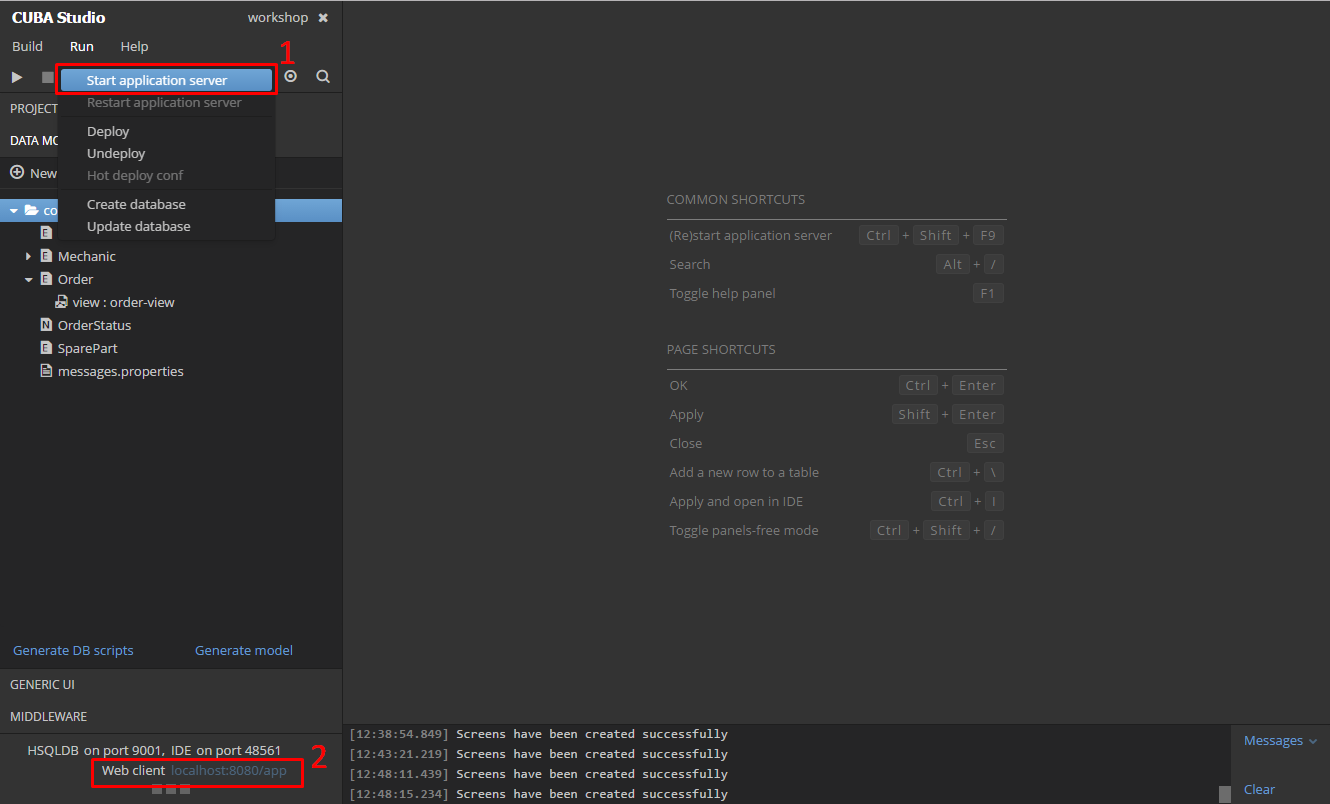 CUBA Studio workshop ✖
Build Run Help
1
Start application server
Restart application server
PROJECT
DATA MO
Deploy
Undeploy
Hot deploy conf
New
Create database
Update database
co
E
E Mechanic
E Order
view : order-view
N OrderStatus
E SparePart
messages.properties
Generate DB scripts Generate model
GENERIC UI
MIDDLEWARE
HSQLDB on port 9001, IDE on port 48561
Web client localhost:8080/app
2
COMMON SHORTCUTS
(Re)start application server Ctrl + Shift + F9
Search Alt + /
Toggle help panel F1
PAGE SHORTCUTS
OK Ctrl + Enter
Apply Shift + Enter
Close Esc
Add a new row to a table Ctrl + \
Apply and open in IDE Ctrl + I
Toggle panels-free mode Ctrl + Shift + /
[12:38:54.849] Screens have been created successfully
[12:43:21.219] Screens have been created successfully
[12:48:11.439] Screens have been created successfully
[12:48:15.234] Screens have been created successfully
Messages
Clear